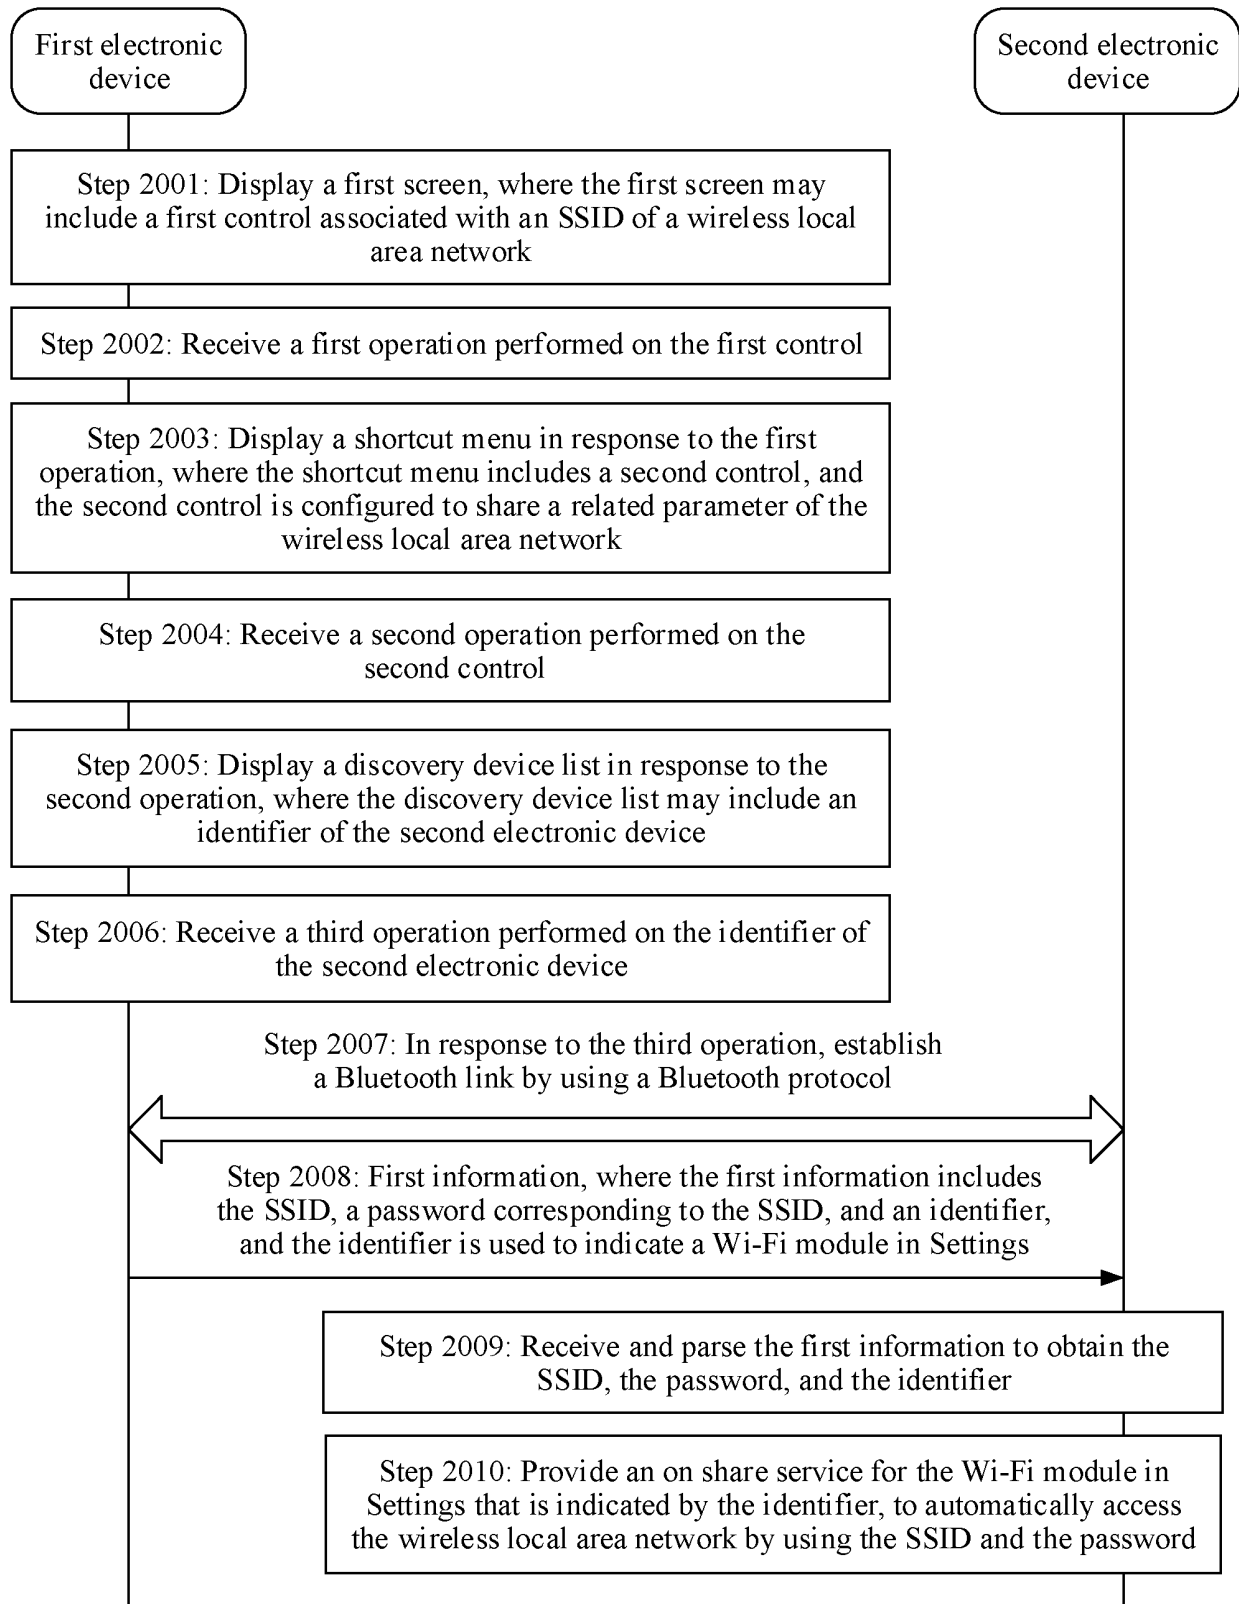 First electronic
device
Second electronic
device
Step 2001: Display a first screen, where the first screen may
include a first control associated with an SSID of a wireless local
area network
Step 2002: Receive a first operation performed on the first control
Step 2003: Display a shortcut menu in response to the first
operation, where the shortcut menu includes a second control, and
the second control is configured to share a related parameter of the
wireless local area network
Step 2004: Receive a second operation performed on the
second control
Step 2005: Display a discovery device list in response to the
second operation, where the discovery device list may include an
identifier of the second electronic device
Step 2006: Receive a third operation performed on the identifier of
the second electronic device
Step 2007: In response to the third operation, establish
a Bluetooth link by using a Bluetooth protocol
Step 2008: First information, where the first information includes
the SSID, a password corresponding to the SSID, and an identifier,
and the identifier is used to indicate a Wi-Fi module in Settings
Step 2009: Receive and parse the first information to obtain the
SSID, the password, and the identifier
Step 2010: Provide an on share service for the Wi-Fi module in
Settings that is indicated by the identifier, to automatically access
the wireless local area network by using the SSID and the password